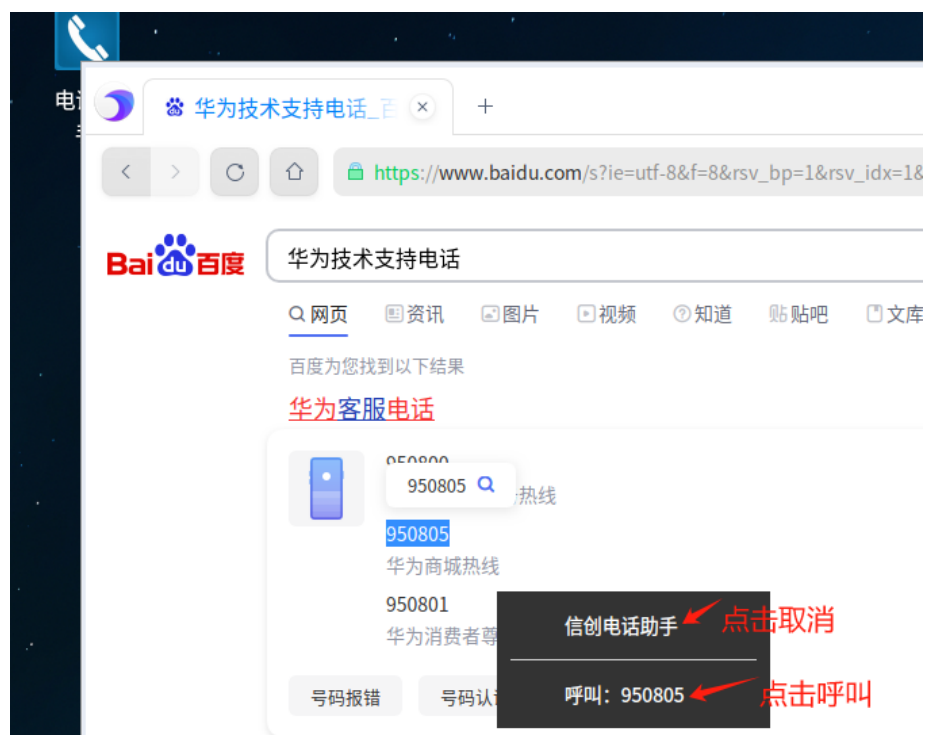 华为技术支持电话_百
https://www.baidu.com/s?ie=utf-8&f=8&rsv_bp=1&rsv_idx=1&
Bai du 百度
华为技术支持电话
网页 资讯 图片 视频 知道 贴吧 文库
百度为您找到以下结果
华为客服电话
950800
950805
热线
950805
华为商城热线
950801
华为消费者尊
信创电话助手
点击取消
号码报错
号码认
呼叫：950805
点击呼叫